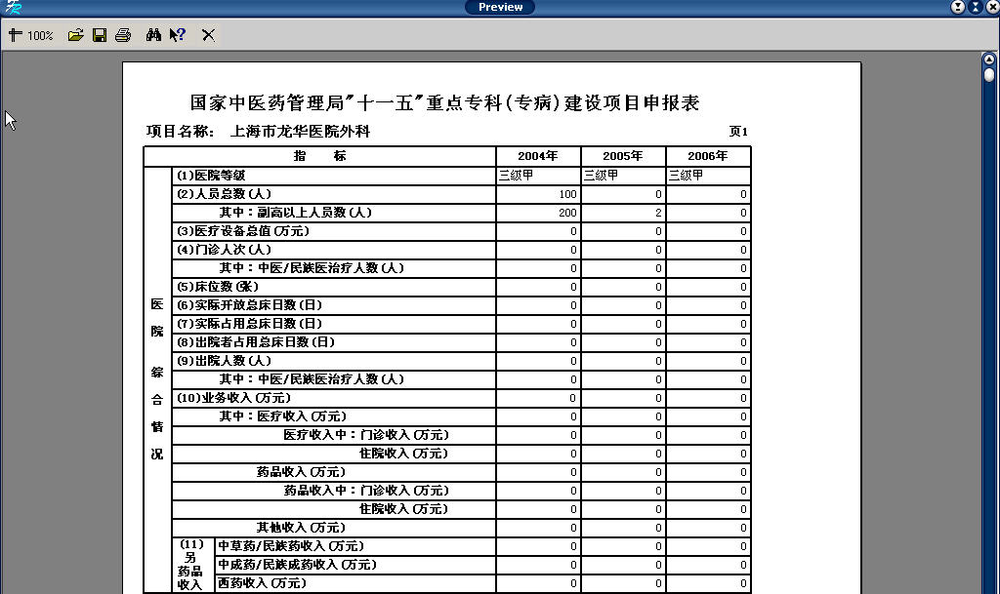 Preview
100%
国家中医药管理局"十一五"重点专科(专病)建设项目申报表
项目名称: 上海市龙华医院外科 页1
指 标 2004年 2005年 2006年
(1)医院等级 三级甲 三级甲 三级甲
(2)人员总数(人) 100 0 0
其中:副高以上人员数(人) 200 2 0
(3)医疗设备总值(万元) 0 0 0
(4)门诊人次(人) 0 0 0
其中:中医/民族医治疗人数(人) 0 0 0
(5)床位数(张) 0 0 0
(6)实际开放总床日数(日) 0 0 0
(7)实际占用总床日数(日) 0 0 0
(8)出院者占用总床日数(日) 0 0 0
(9)出院人数(人) 0 0 0
其中:中医/民族医治疗人数(人) 0 0 0
(10)业务收入(万元) 0 0 0
其中:医疗收入(万元) 0 0 0
医疗收入中:门诊收入(万元) 0 0 0
住院收入(万元) 0 0 0
药品收入(万元) 0 0 0
药品收入中:门诊收入(万元) 0 0 0
住院收入(万元) 0 0 0
其他收入(万元) 0 0 0
医
院
综
合
情
况
(11)
另
药品
收入
中草药/民族药收入(万元) 0 0 0
中成药/民族成药收入(万元) 0 0 0
西药收入(万元) 0 0 0